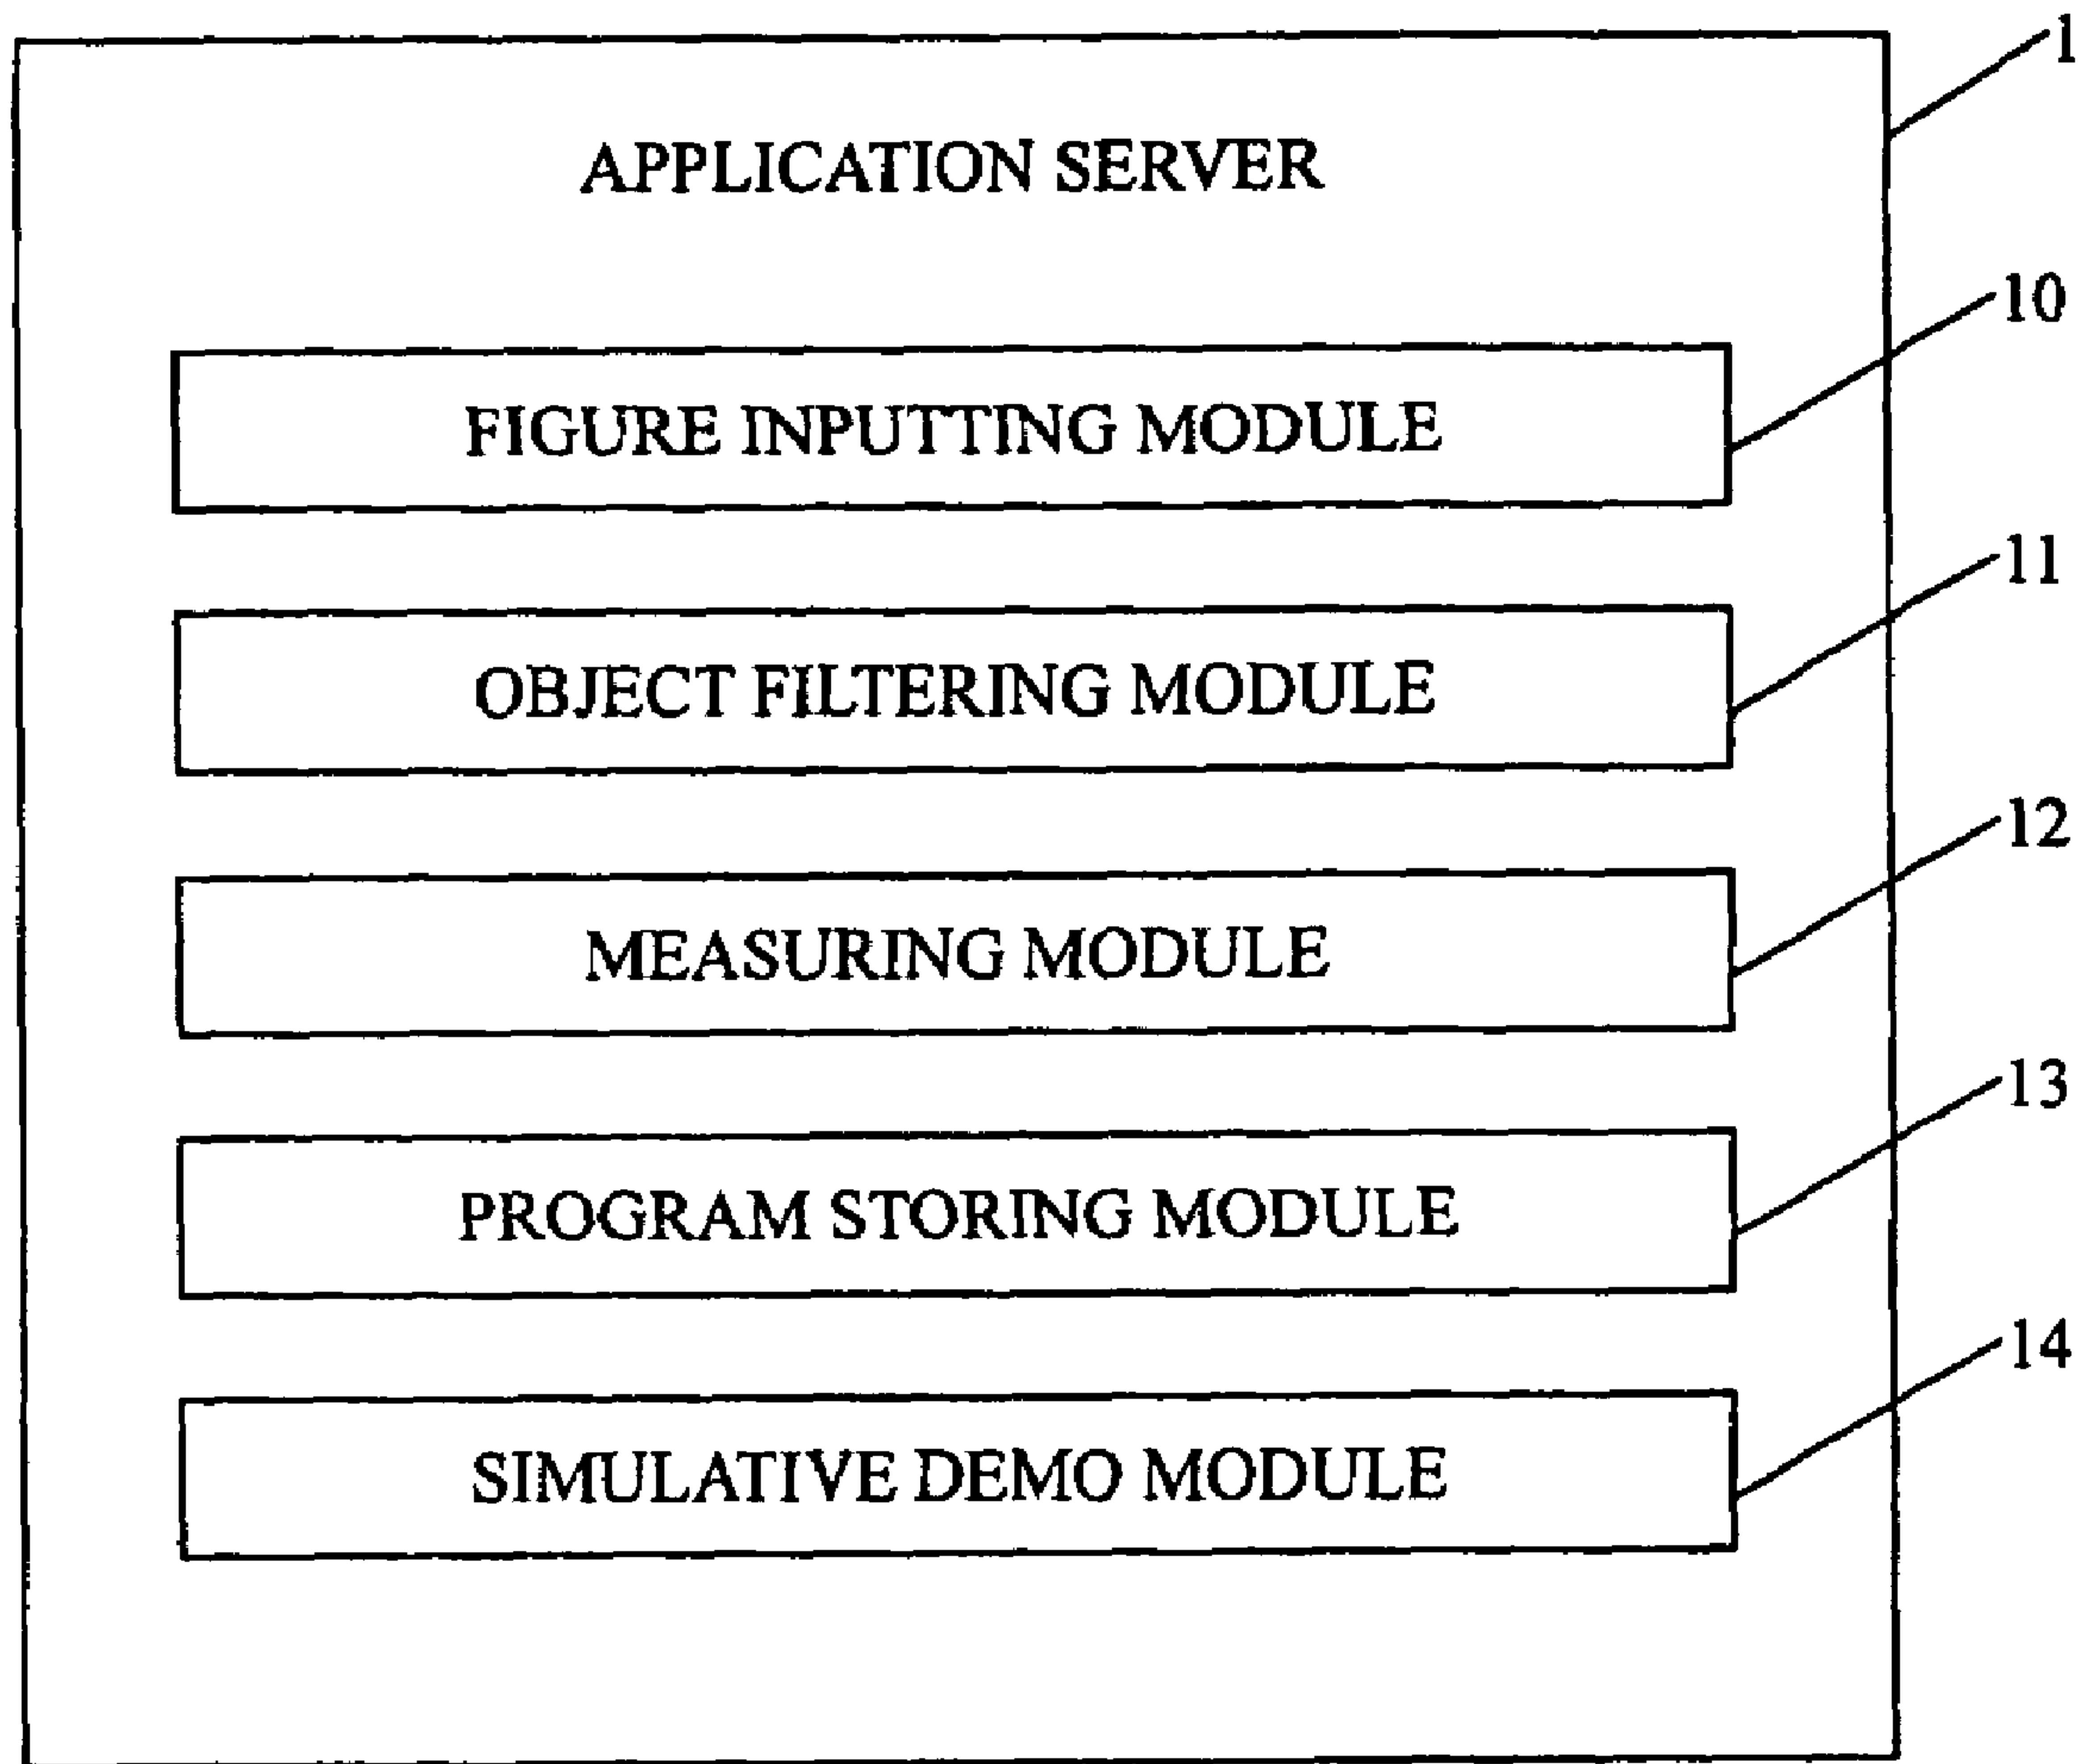 1
APPLICATION SERVER
10
FIGURE INPUTTING MODULE
11
OBJECT FILTERING MODULE
12
MEASURING MODULE
13
PROGRAM STORING MODULE
14
SIMULATIVE DEMO MODULE